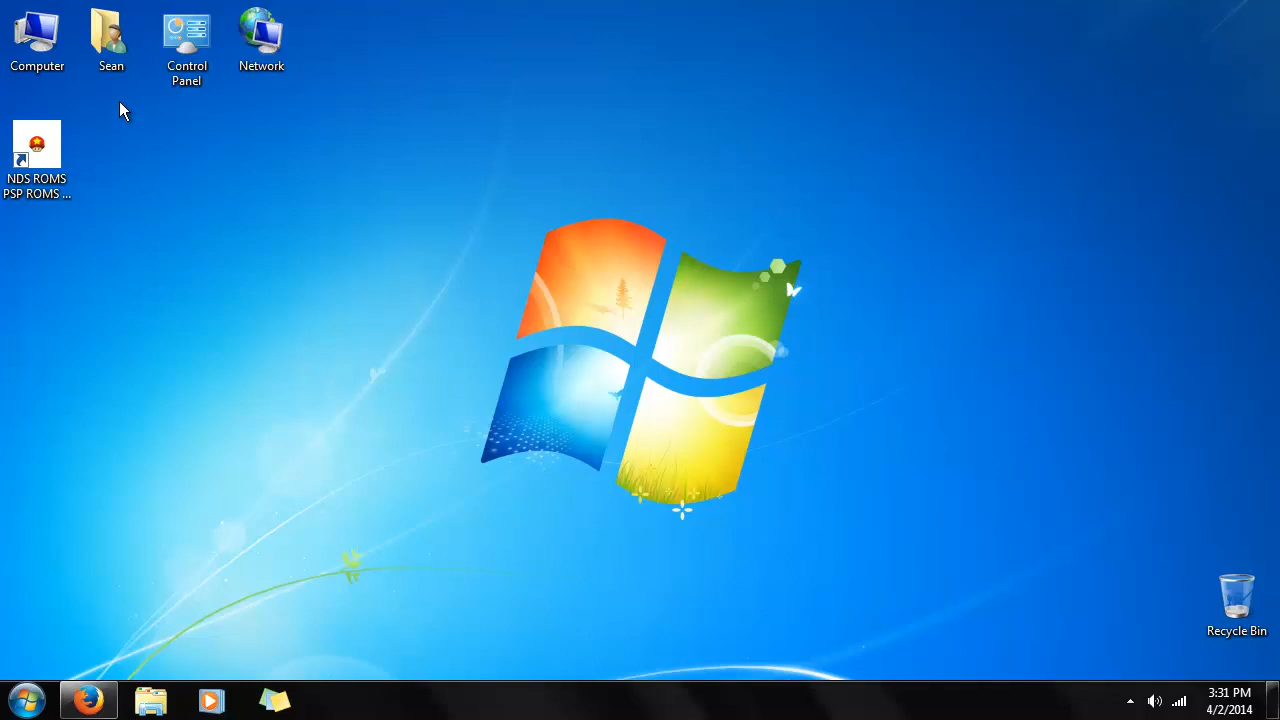 Computer
Sean
Control
Panel
Network
NDS ROMS
PSP ROMS ...
Recycle Bin
3:31 PM
4/2/2014